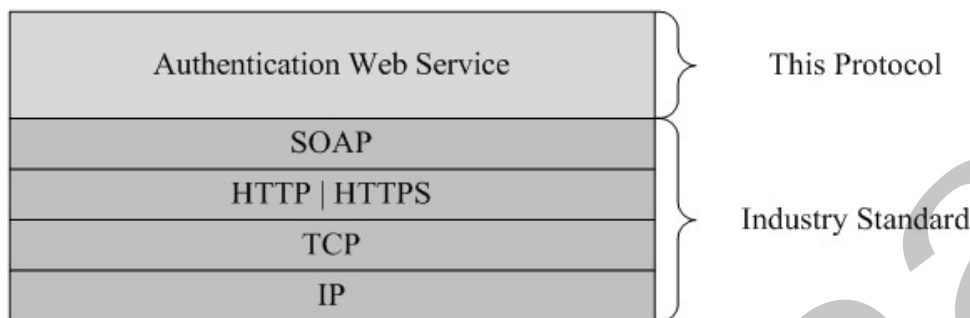 Authentication Web Service
This Protocol
SOAP
HTTP | HTTPS
TCP
IP
Industry Standard